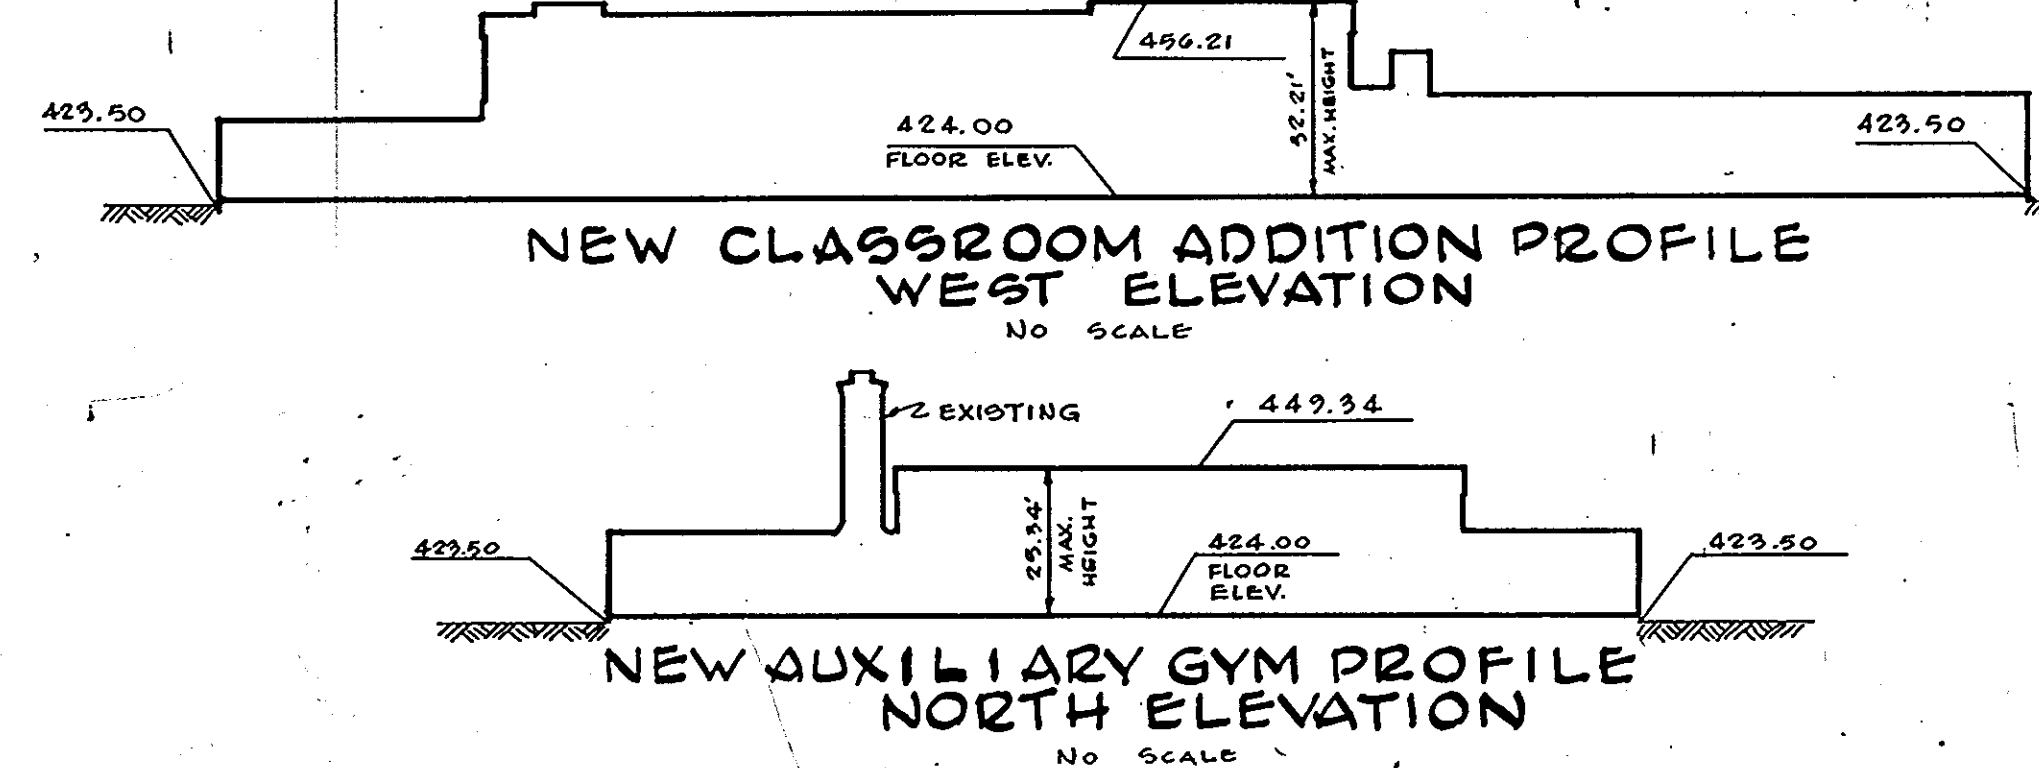 456.21
32.21'
MAX. HEIGHT
423.50
424.00
FLOOR ELEV.
423.50
NEW CLASSROOM ADDITION PROFILE
WEST ELEVATION
NO SCALE
EXISTING
449.34
25.34'
MAX.
HEIGHT
423.50
424.00
FLOOR
ELEV.
423.50
NEW AUXILIARY GYM PROFILE
NORTH ELEVATION
NO SCALE